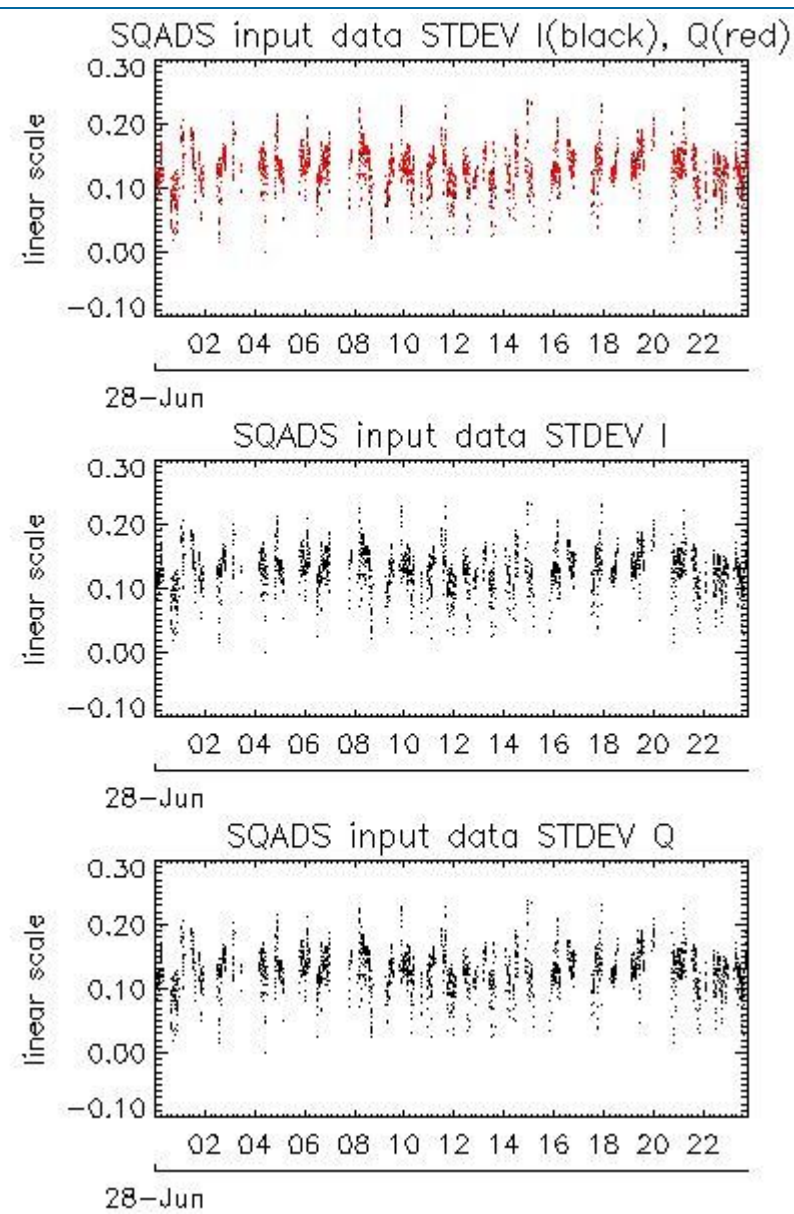 SQADS input data STDEV I(black), Q(red)
0.30
0.20
0.10
0.00
-0.10
linear scale
02 04 06 08 10 12 14 16 18 20 22
28-Jun
SQADS input data STDEV I
0.30
0.20
0.10
0.00
-0.10
linear scale
02 04 06 08 10 12 14 16 18 20 22
28-Jun
SQADS input data STDEV Q
0.30
0.20
0.10
0.00
-0.10
linear scale
02 04 06 08 10 12 14 16 18 20 22
28-Jun